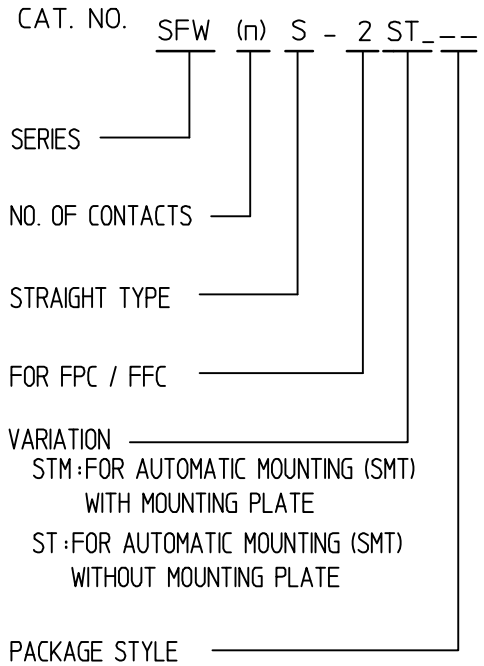 CAT. NO. SFW (n) S - 2 ST_--
SERIES
NO. OF CONTACTS
STRAIGHT TYPE
FOR FPC / FFC
VARIATION
STM:FOR AUTOMATIC MOUNTING (SMT)
WITH MOUNTING PLATE
ST:FOR AUTOMATIC MOUNTING (SMT)
WITHOUT MOUNTING PLATE
PACKAGE STYLE